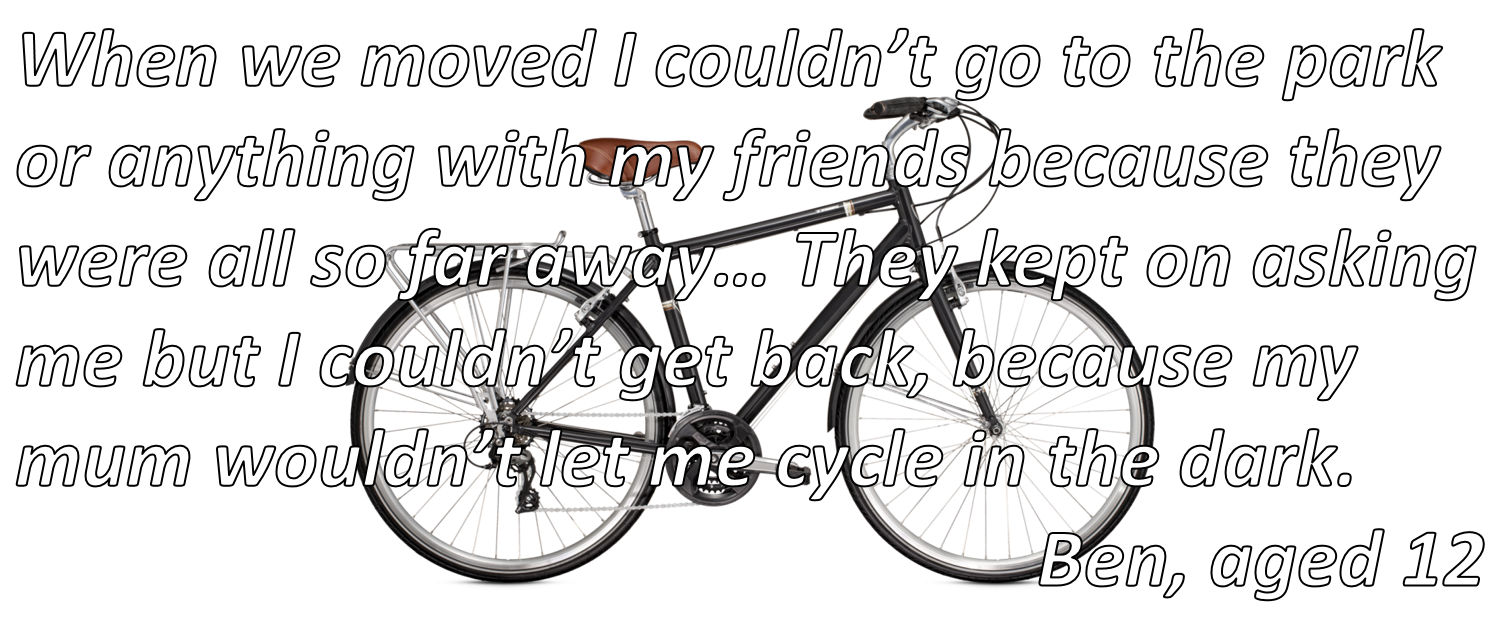 When we moved I couldn’t go to the park
or anything with my friends because they
were all so far away… They kept on asking
me but I couldn’t get back, because my
mum wouldn’t let me cycle in the dark.
Ben, aged 12